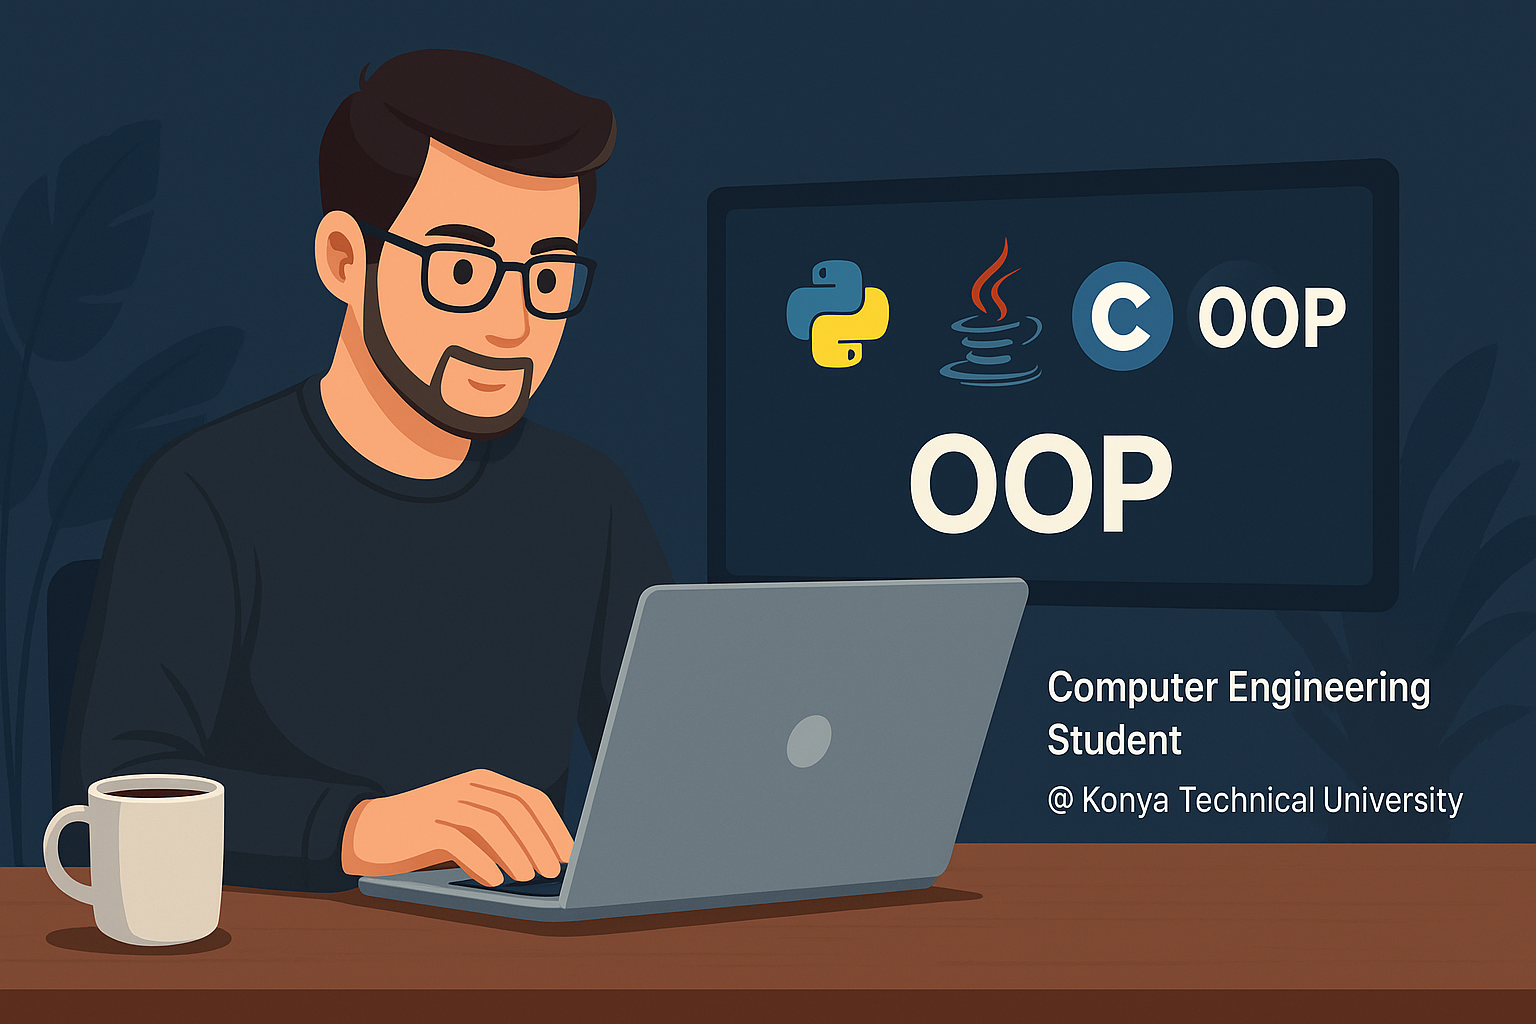 C OOP
OOP
Computer Engineering
Student
@ Konya Technical University